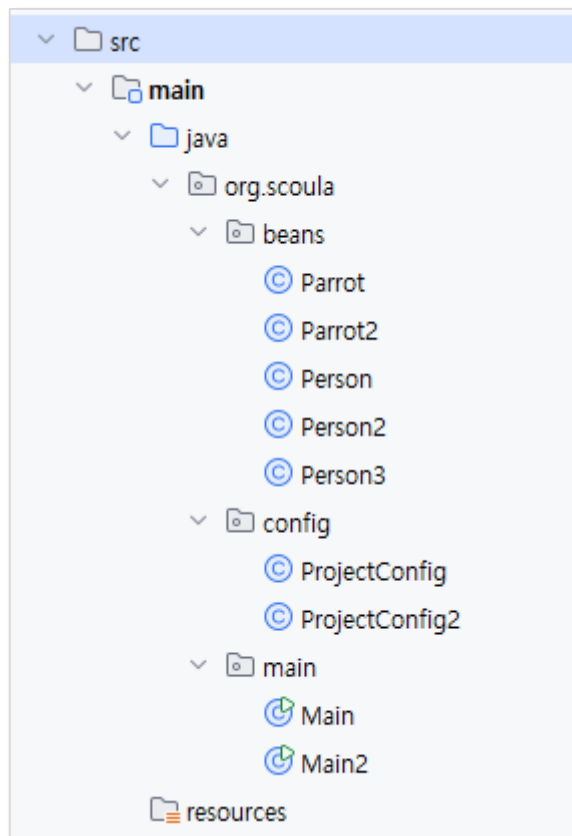 src
main
java
org.scoula
beans
Parrot
Parrot2
Person
Person2
Person3
config
ProjectConfig
ProjectConfig2
main
Main
Main2
resources